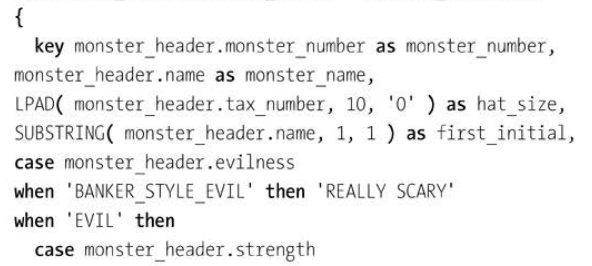 {
key monster_header.monster_number as monster_number,
monster_header.name as monster_name,
LPAD( monster_header.tax_number, 10, '0' ) as hat_size,
SUBSTRING( monster_header.name, 1, 1 ) as first_initial,
case monster_header.evilness
when 'BANKER_STYLE_EVIL' then 'REALLY SCARY'
when 'EVIL' then
case monster_header.strength